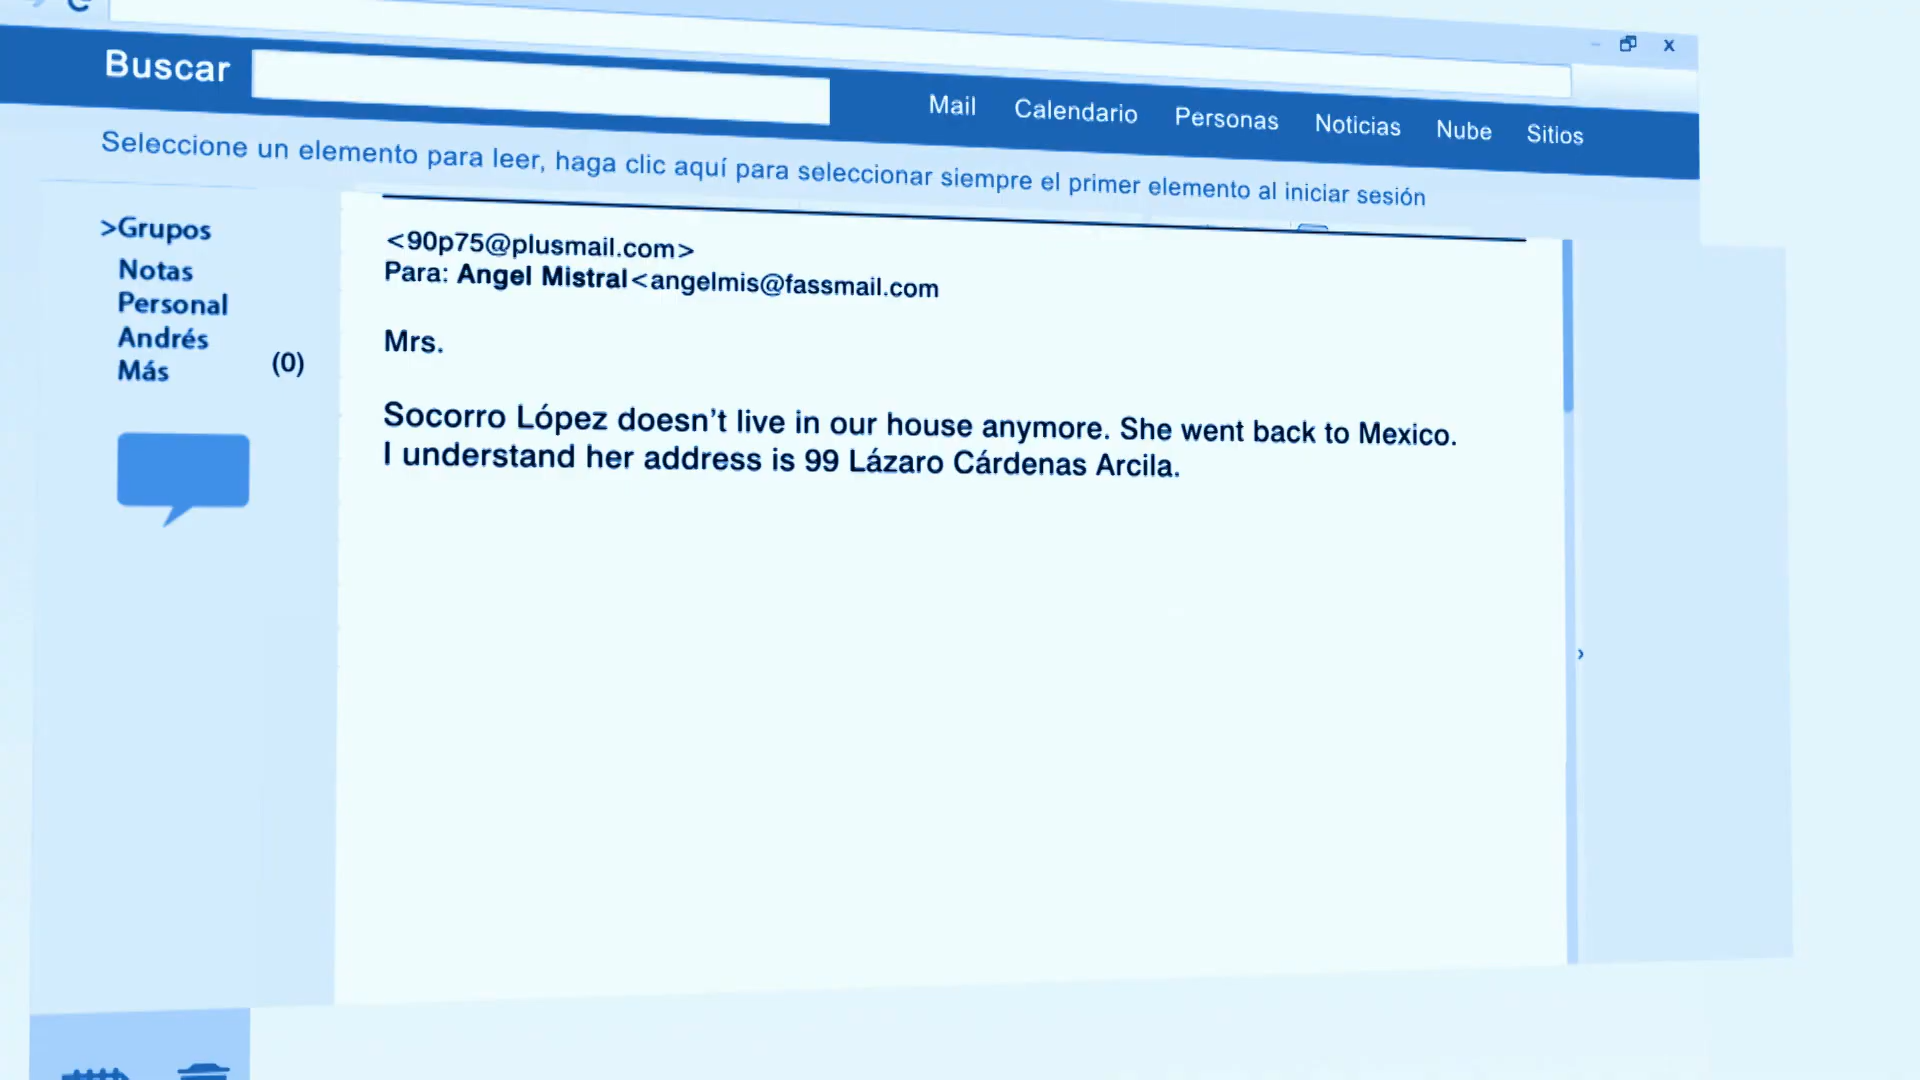 Buscar
Mail Calendario Personas Noticias Nube Sitios
Seleccione un elemento para leer, haga clic aquí para seleccionar siempre el primer elemento al iniciar sesión
>Grupos
Notas
Personal
Andrés
Más (0)
<90p75@plusmail.com>
Para: Angel Mistral<angelmis@fassmail.com
Mrs.
Socorro López doesn't live in our house anymore. She went back to Mexico.
I understand her address is 99 Lázaro Cárdenas Arcila.